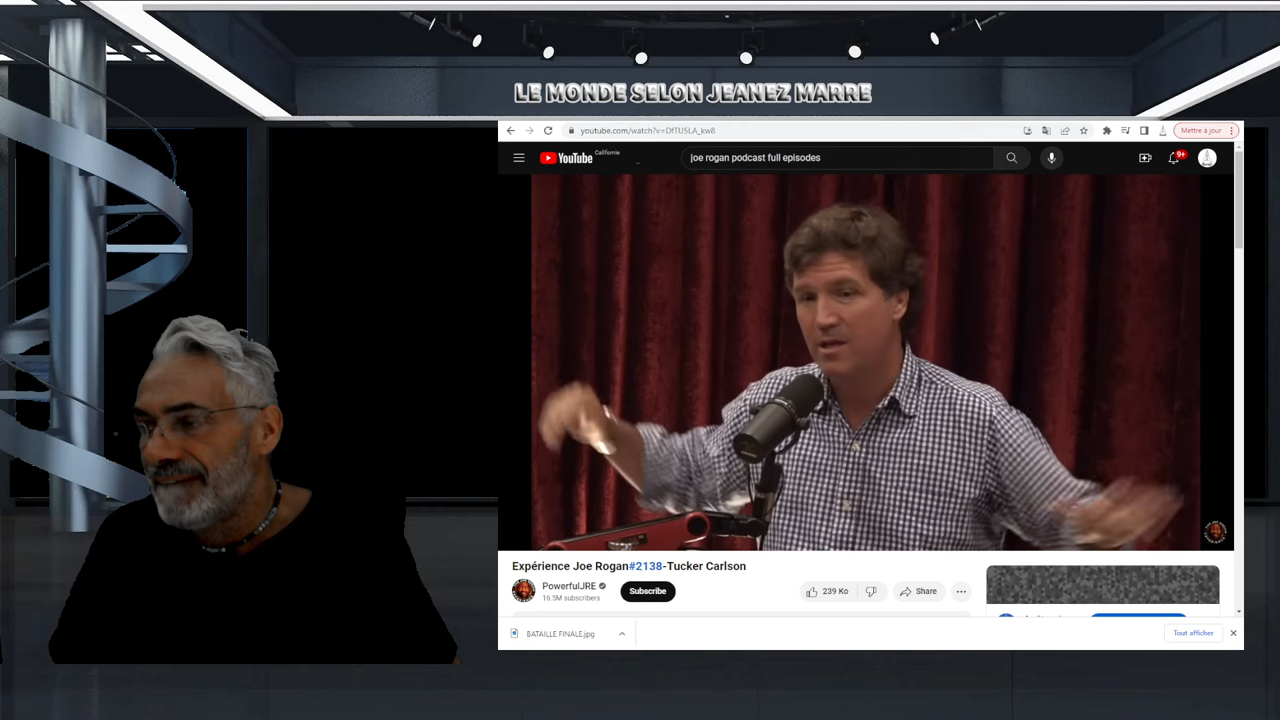 LE MONDE SELON JEANEZ MARRE
youtube.com/watch?v=DfTU5LA_kw8
Mettre à jour
YouTube Californie
joe rogan podcast full episodes
9+
Expérience Joe Rogan#2138-Tucker Carlson
PowerfulJRE
16.5M subscribers
Subscribe
239 Ko
Share
BATAILLE FINALE.jpg
Tout afficher